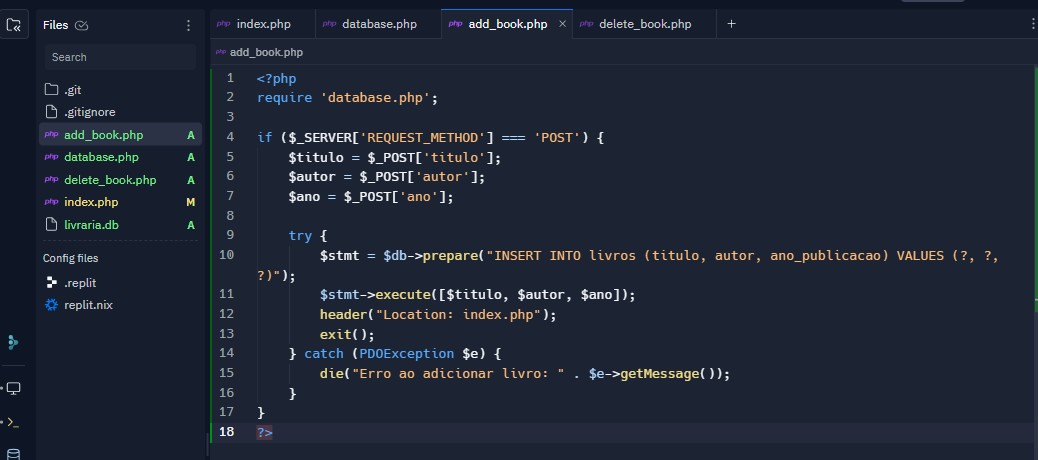 Files
Search
.git
.gitignore
php add_book.php A
php database.php A
php delete_book.php A
php index.php M
livraria.db A
Config files
.replit
replit.nix
php index.php
php database.php
php add_book.php ×
php delete_book.php
+
php add_book.php
1 <?php
2 require 'database.php';
3
4 if ($_SERVER['REQUEST_METHOD'] === 'POST') {
5 $titulo = $_POST['titulo'];
6 $autor = $_POST['autor'];
7 $ano = $_POST['ano'];
8
9 try {
10 $stmt = $db->prepare("INSERT INTO livros (titulo, autor, ano_publicacao) VALUES (?, ?,
?)");
11 $stmt->execute([$titulo, $autor, $ano]);
12 header("Location: index.php");
13 exit();
14 } catch (PDOException $e) {
15 die("Erro ao adicionar livro: " . $e->getMessage());
16 }
17 }
18 ?>